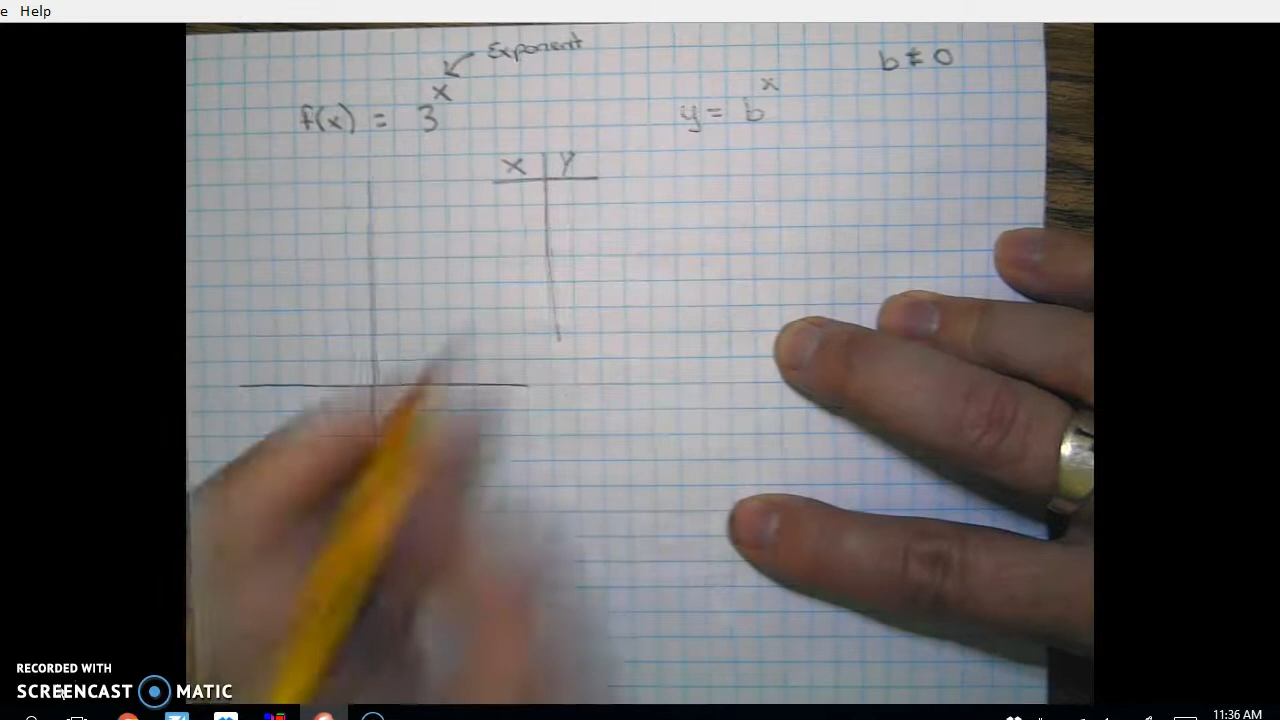 e Help
Exponent
b ≠ 0
f(x) = 3^x
y = b^x
x y
RECORDED WITH
SCREENCAST MATIC
11:36 AM